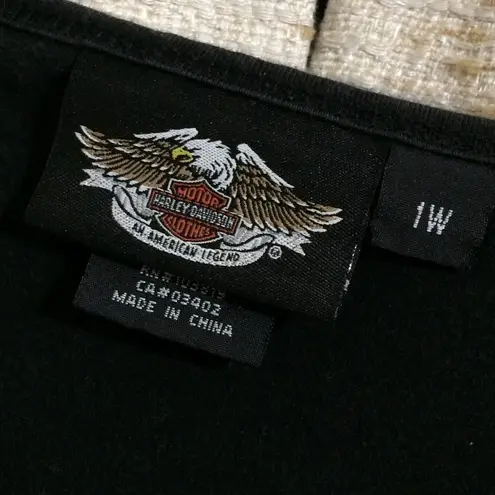 MOTOR
HARLEY-DAVIDSON
CLOTHES
AN AMERICAN LEGEND
®
1W
CA#03402
MADE IN CHINA